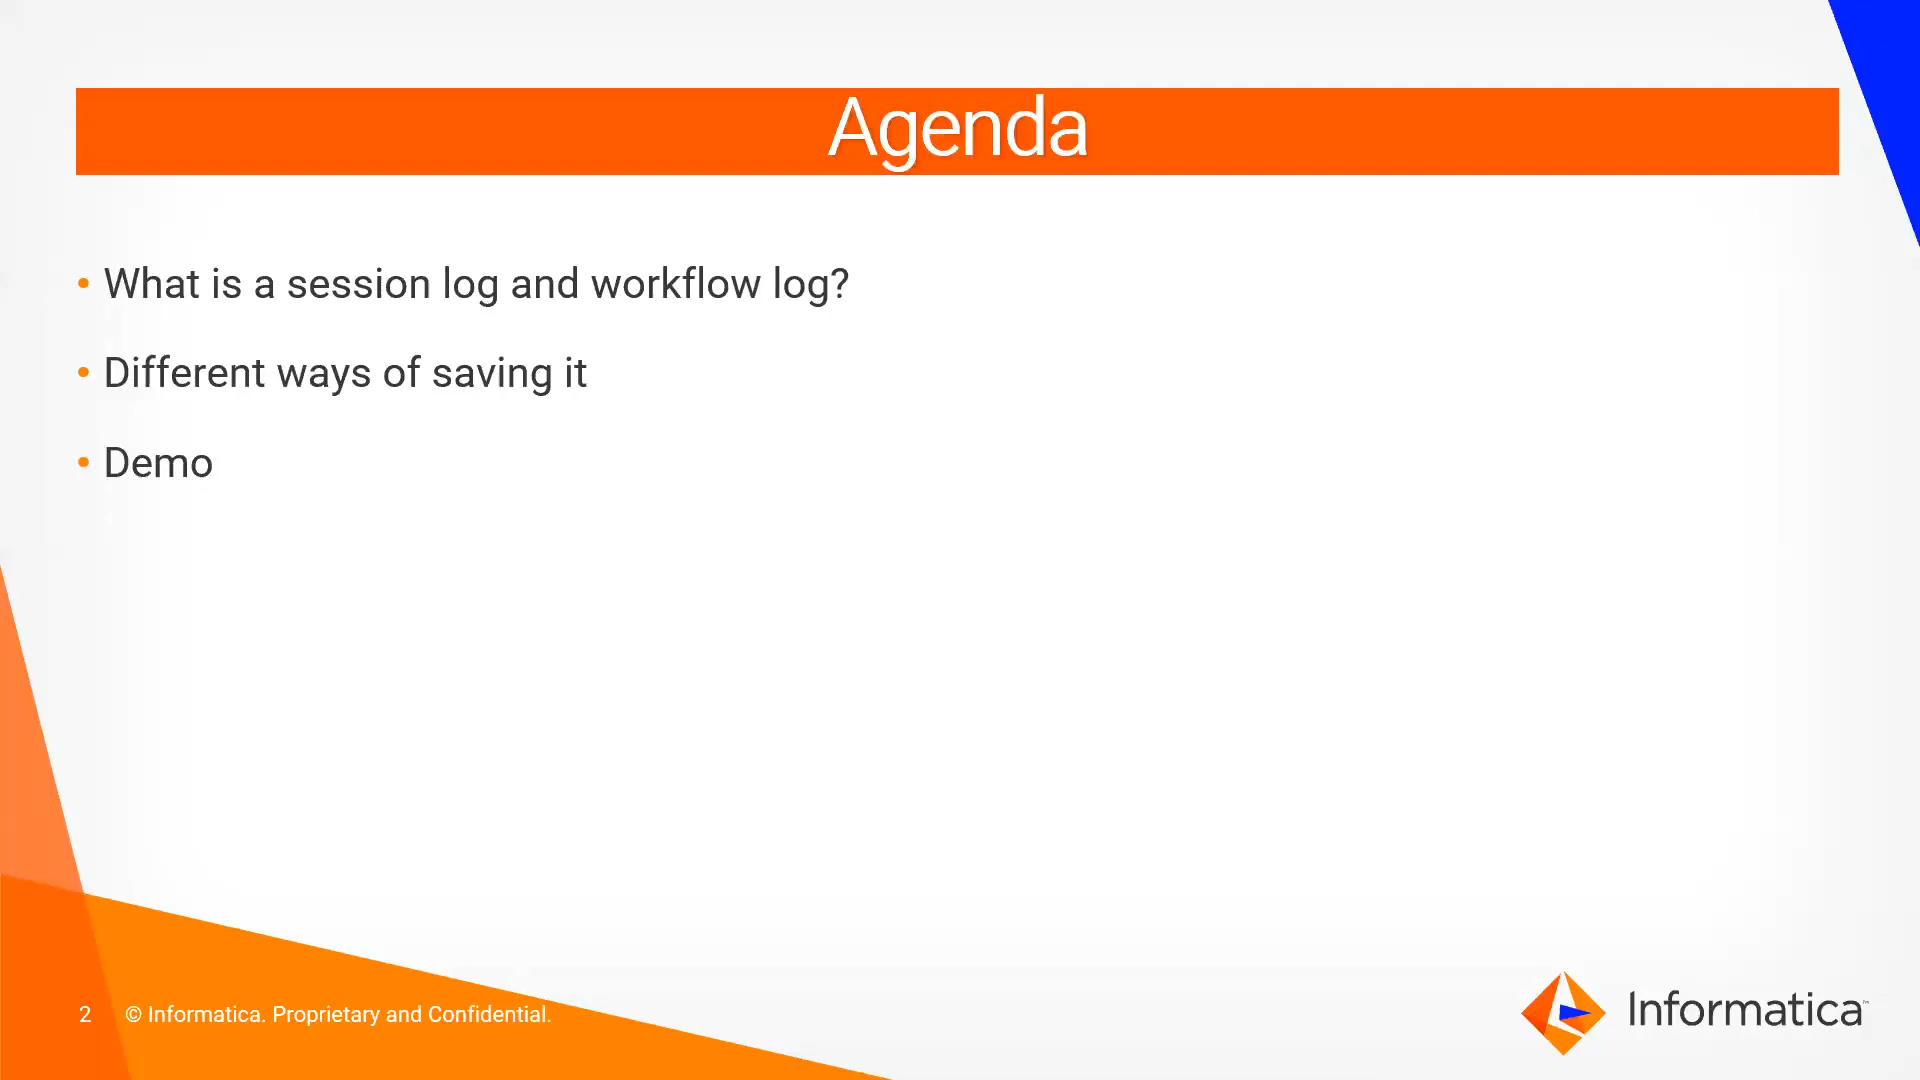 Agenda
• What is a session log and workflow log?
• Different ways of saving it
• Demo
2 © Informatica. Proprietary and Confidential.
Informatica™